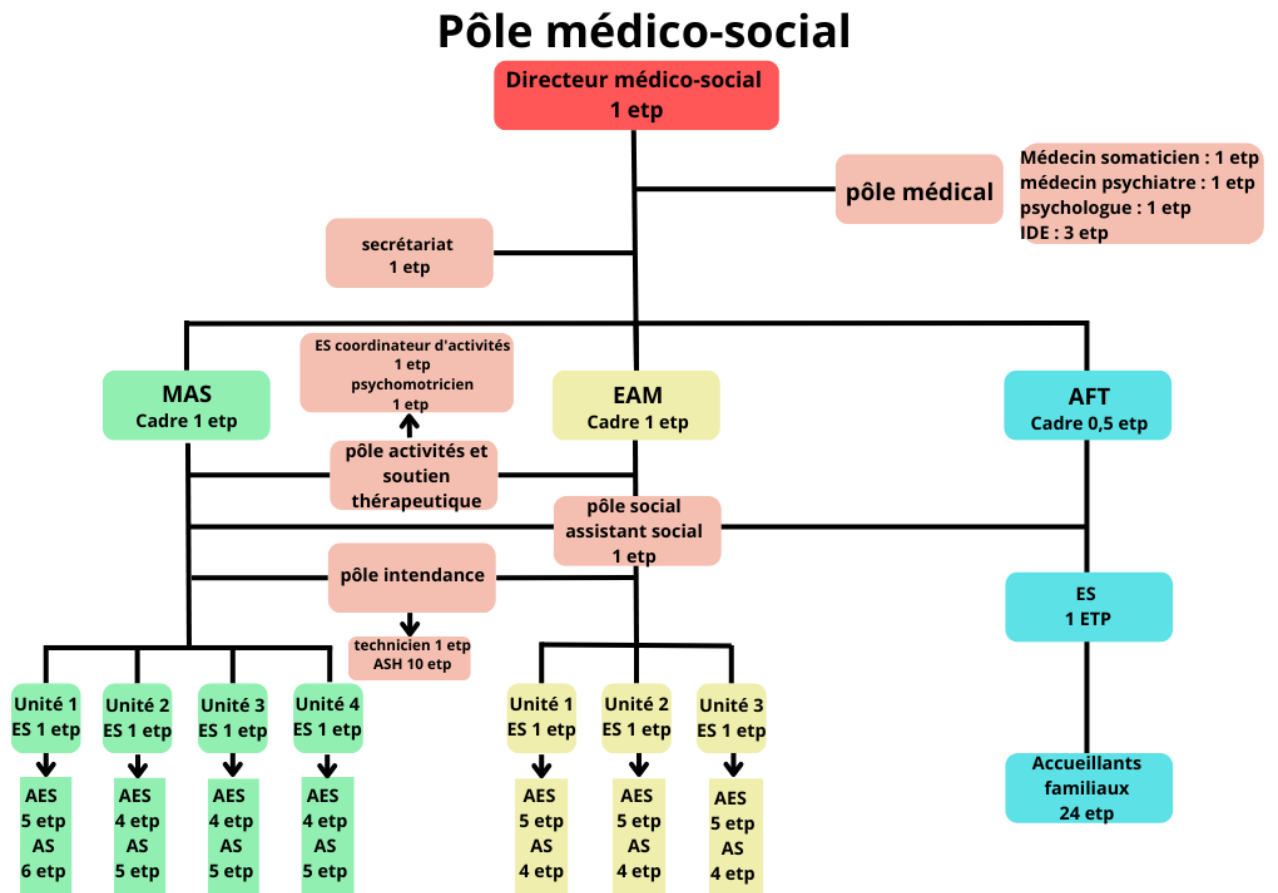 Pôle médico-social
Directeur médico-social
1 etp
pôle médical
Médecin somaticien : 1 etp
médecin psychiatre : 1 etp
psychologue : 1 etp
IDE : 3 etp
secrétariat
1 etp
ES coordinateur d'activités
1 etp
psychomotricien
1 etp
MAS
Cadre 1 etp
EAM
Cadre 1 etp
AFT
Cadre 0,5 etp
pôle activités et
soutien
thérapeutique
pôle social
assistant social
1 etp
pôle intendance
technicien 1 etp
ASH 10 etp
ES
1 ETP
Unité 1
ES 1 etp
Unité 2
ES 1 etp
Unité 3
ES 1 etp
Unité 4
ES 1 etp
Unité 1
ES 1 etp
Unité 2
ES 1 etp
Unité 3
ES 1 etp
Accueillants
familiaux
24 etp
AES
5 etp
AS
6 etp
AES
4 etp
AS
5 etp
AES
4 etp
AS
5 etp
AES
4 etp
AS
5 etp
AES
5 etp
AS
4 etp
AES
5 etp
AS
4 etp
AES
5 etp
AS
4 etp